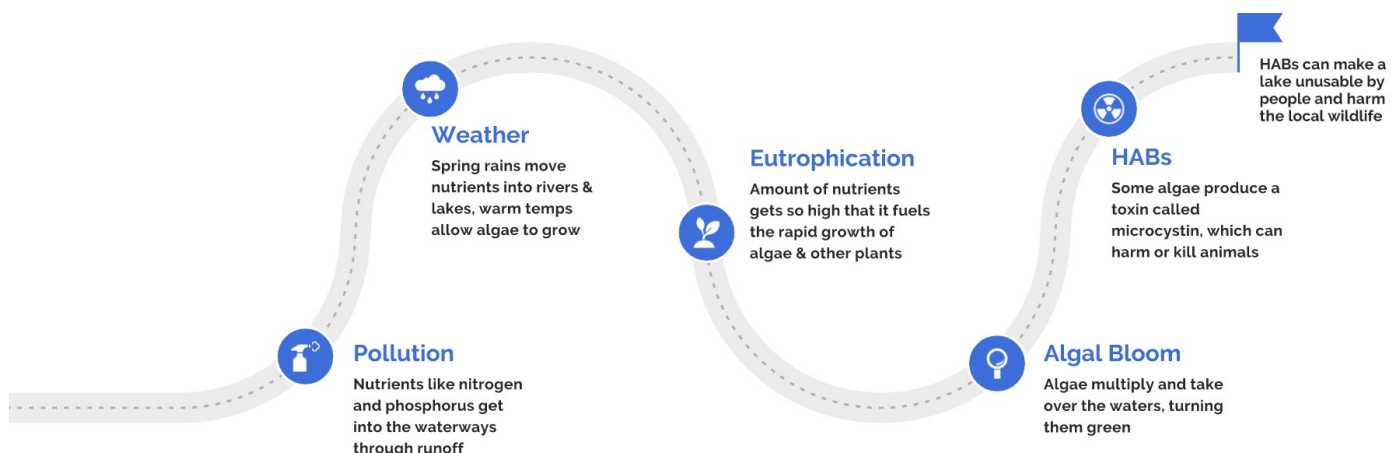 Pollution
Nutrients like nitrogen
and phosphorus get
into the waterways
through runoff
Weather
Spring rains move
nutrients into rivers &
lakes, warm temps
allow algae to grow
Eutrophication
Amount of nutrients
gets so high that it fuels
the rapid growth of
algae & other plants
Algal Bloom
Algae multiply and take
over the waters, turning
them green
HABs
Some algae produce a
toxin called
microcystin, which can
harm or kill animals
HABs can make a
lake unusable by
people and harm
the local wildlife